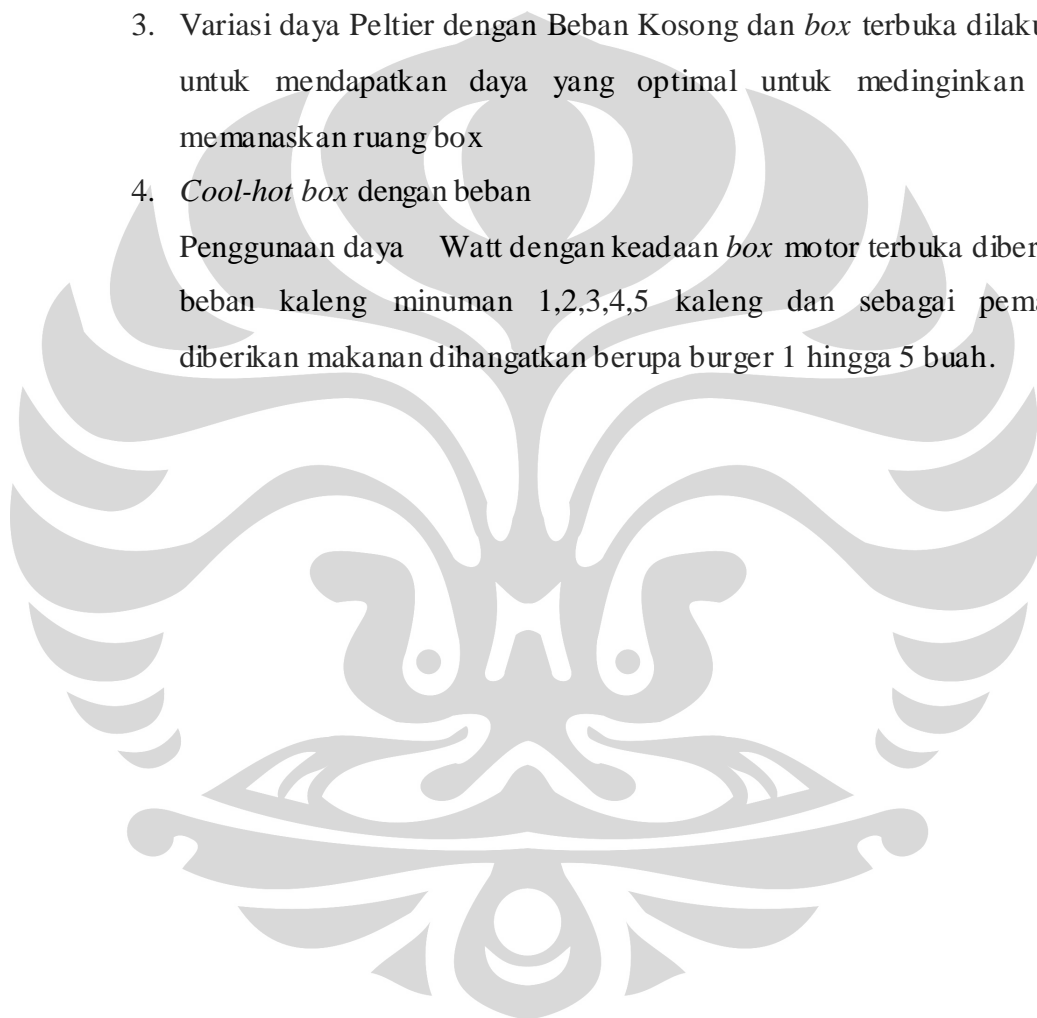 3. Variasi daya Peltier dengan Beban Kosong dan box terbuka dilaku
untuk mendapatkan daya yang optimal untuk medinginkan
memanaskan ruang box
4. Cool-hot box dengan beban
Penggunaan daya Watt dengan keadaan box motor terbuka diber
beban kaleng minuman 1,2,3,4,5 kaleng dan sebagai pema
diberikan makanan dihangatkan berupa burger 1 hingga 5 buah.